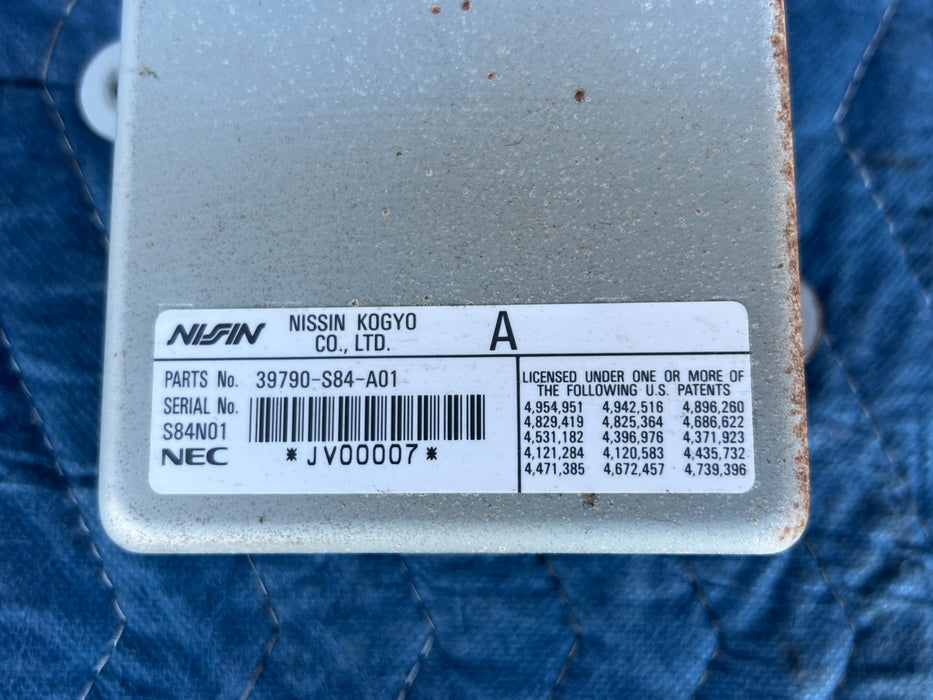 NISSIN NISSIN KOGYO CO., LTD. A
PARTS No. 39790-S84-A01
SERIAL No.
S84N01
NEC *JV00007*
LICENSED UNDER ONE OR MORE OF
THE FOLLOWING U.S. PATENTS
4,954,951 4,942,516 4,896,260
4,829,419 4,825,364 4,686,622
4,531,182 4,396,976 4,371,923
4,121,284 4,120,583 4,435,732
4,471,385 4,672,457 4,739,396